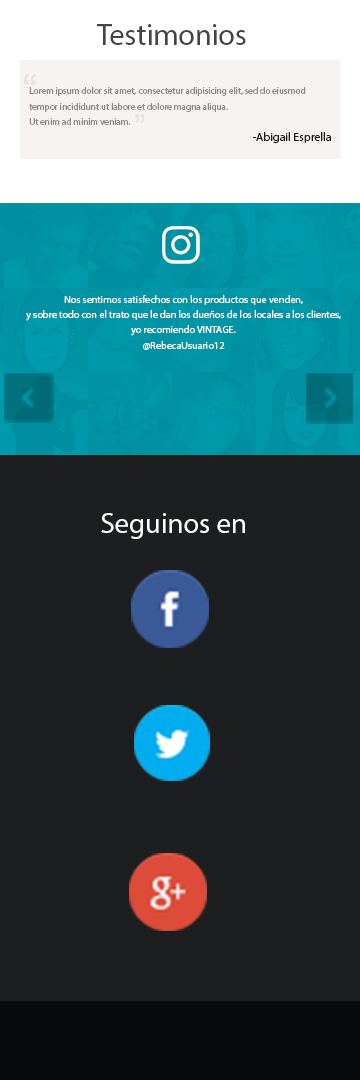 Testimonios
“ Lorem ipsum dolor sit amet, consectetur adipisicing elit, sed do eiusmod
tempor incididunt ut labore et dolore magna aliqua.
Ut enim ad minim veniam. ”
-Abigail Esprella
Nos sentimos satisfechos con los productos que venden,
y sobre todo con el trato que le dan los dueños de los locales a los clientes,
yo recomiendo VINTAGE.
@RebecaUsuario12
Seguinos en
f
g+